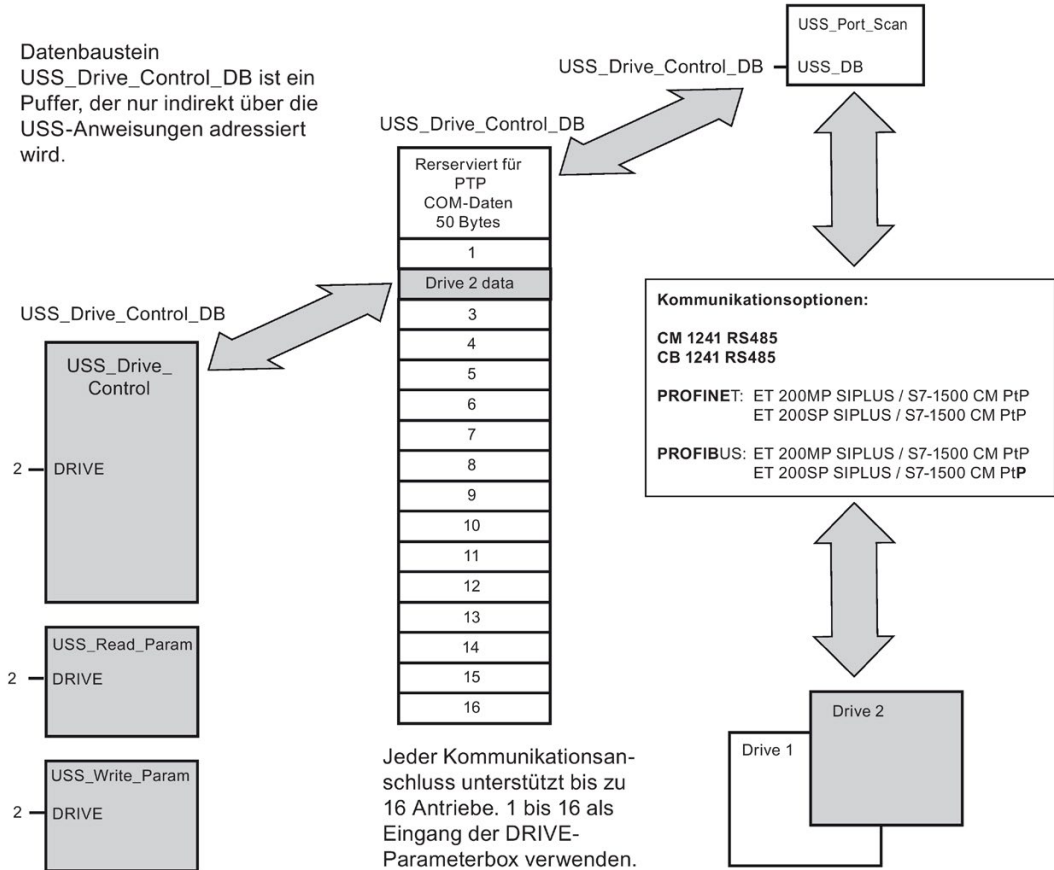 Datenbaustein
USS_Drive_Control_DB ist ein
Puffer, der nur indirekt über die
USS-Anweisungen adressiert
wird.
USS_Drive_Control_DB
USS_Drive_
Control
2
DRIVE
USS_Read_Param
2
DRIVE
USS_Write_Param
2
DRIVE
USS_Drive_Control_DB
Rerserviert für
PTP
COM-Daten
50 Bytes
1
Drive 2 data
3
4
5
6
7
8
9
10
11
12
13
14
15
16
Jeder Kommunikationsan-
schluss unterstützt bis zu
16 Antriebe. 1 bis 16 als
Eingang der DRIVE-
Parameterbox verwenden.
USS_Drive_Control_DB
USS_Port_Scan
USS_DB
Kommunikationsoptionen:
CM 1241 RS485
CB 1241 RS485
PROFINET: ET 200MP SIPLUS / S7-1500 CM PtP
ET 200SP SIPLUS / S7-1500 CM PtP
PROFIBUS: ET 200MP SIPLUS / S7-1500 CM PtP
ET 200SP SIPLUS / S7-1500 CM PtP
Drive 2
Drive 1